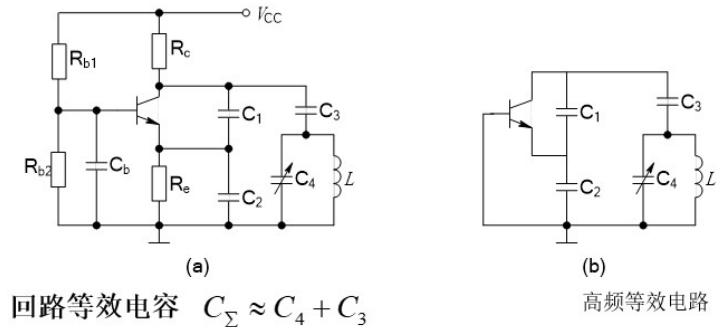 V_CC
R_b1
R_c
C_1
C_3
R_b2
C_b
R_e
C_2
C_4
L
(a)
C_1
C_3
C_2
C_4
L
(b)
回路等效电容 C_Σ ≈ C_4 + C_3
高频等效电路